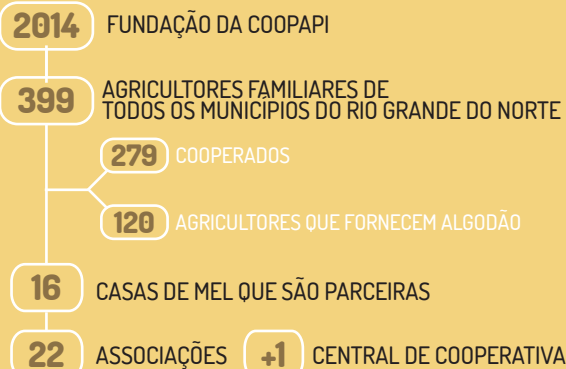 2014 FUNDAÇÃO DA COOPAPI
399 AGRICULTORES FAMILIARES DE
TODOS OS MUNICÍPIOS DO RIO GRANDE DO NORTE
279 COOPERADOS
120 AGRICULTORES QUE FORNECEM ALGODÃO
16 CASAS DE MEL QUE SÃO PARCEIRAS
22 ASSOCIAÇÕES +1 CENTRAL DE COOPERATIVA